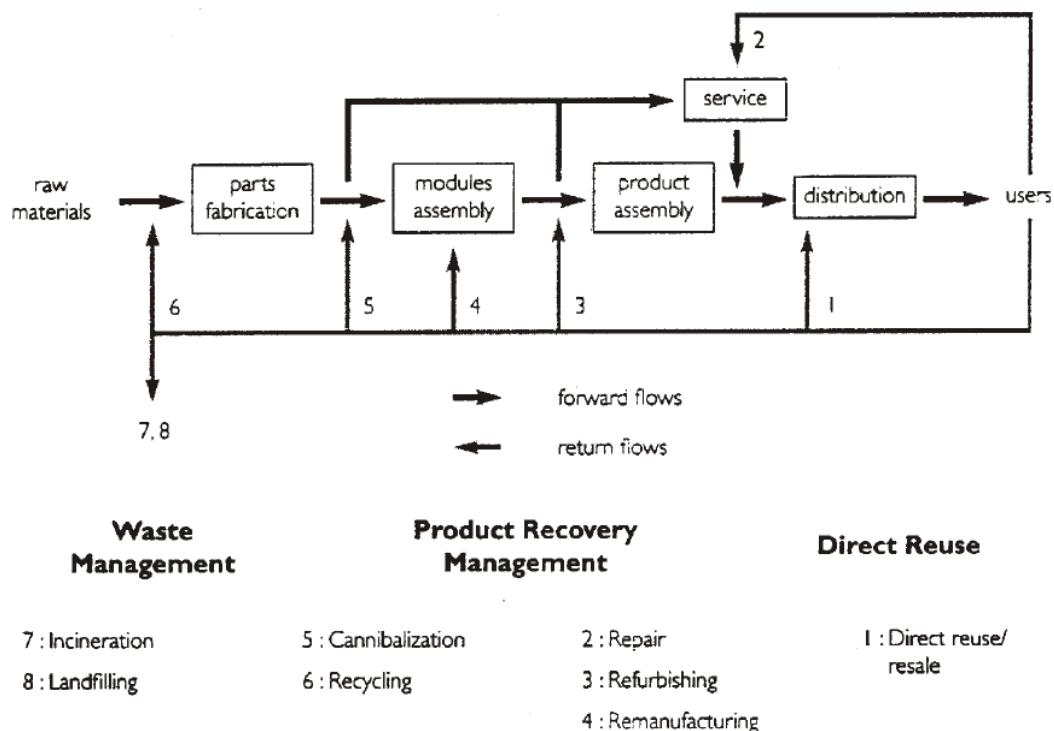 2
service
raw
materials
parts
fabrication
modules
assembly
product
assembly
distribution
users
6
5
4
3
1
7, 8
forward flows
return flows
Waste
Management
Product Recovery
Management
Direct Reuse
7 : Incineration
8 : Landfilling
5 : Cannibalization
6 : Recycling
2 : Repair
3 : Refurbishing
4 : Remanufacturing
1 : Direct reuse/
resale